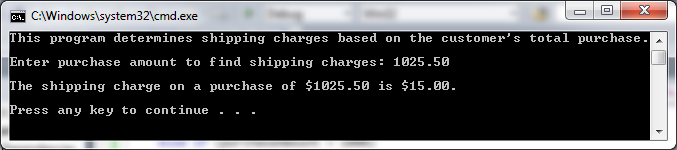 C:\Windows\system32\cmd.exe
This program determines shipping charges based on the customer's total purchase.
Enter purchase amount to find shipping charges: 1025.50
The shipping charge on a purchase of $1025.50 is $15.00.
Press any key to continue . . .